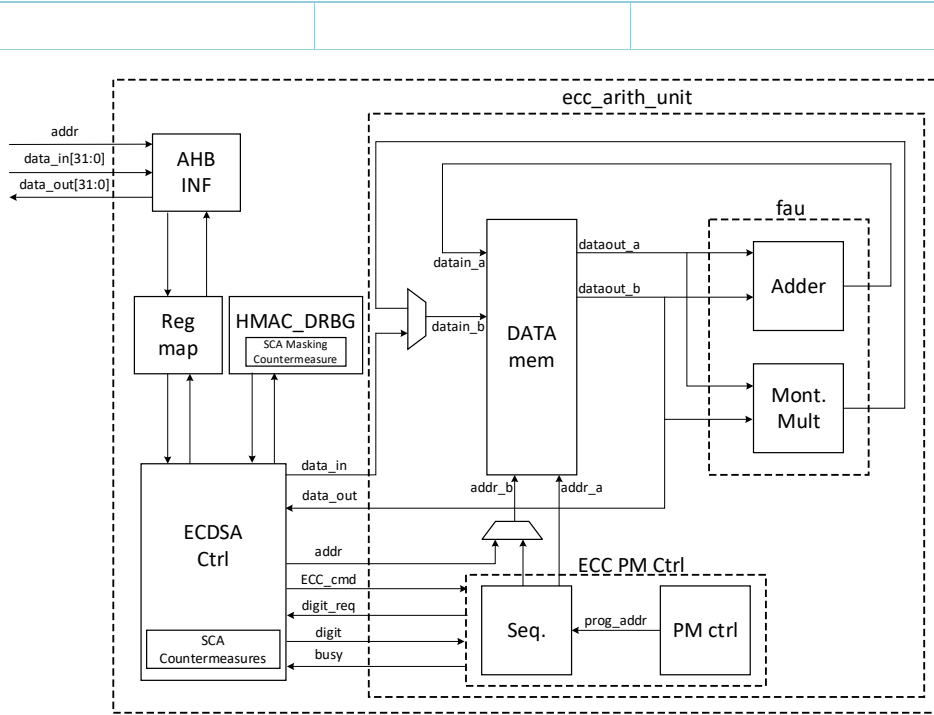 ecc_arith_unit
addr
data_in[31:0]
data_out[31:0]
AHB
INF
fau
datain_a
dataout_a
Adder
dataout_b
Reg
map
HMAC_DRBG
SCA Masking
Countermeasure
datain_b
DATA
mem
Mont.
Mult
data_in
addr_b
addr_a
data_out
ECDSA
Ctrl
addr
ECC PM Ctrl
ECC_cmd
digit_req
Seq.
prog_addr
PM ctrl
digit
SCA
Countermeasures
busy